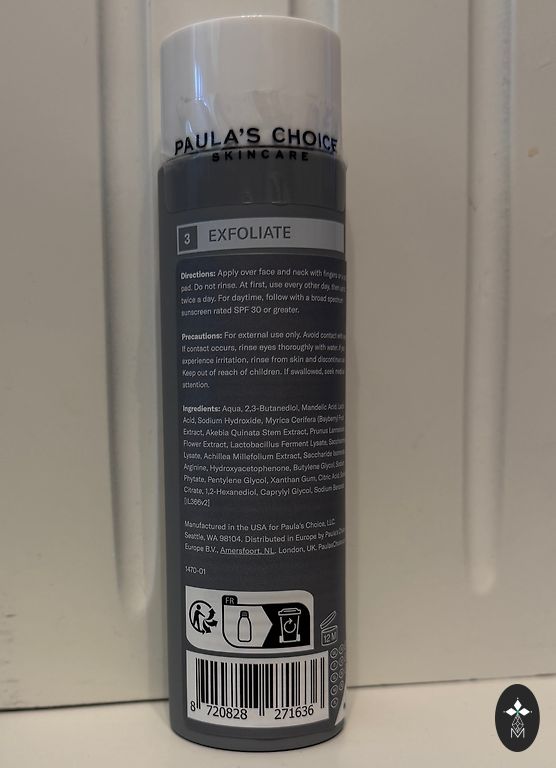 PAULA'S CHOICE
SKINCARE
3 EXFOLIATE
Directions: Apply over face and neck with fingers or
pad. Do not rinse. At first, use every other day, then
twice a day. For daytime, follow with a broad spectrum
sunscreen rated SPF 30 or greater.
Precautions: For external use only. Avoid contact with
If contact occurs, rinse eyes thoroughly with water. If
experience irritation, rinse from skin and discontinue
Keep out of reach of children. If swallowed, seek
attention.
Ingredients: Aqua, 2,3-Butanediol, Mandelic Acid,
Acid, Sodium Hydroxide, Myrica Cerifera (Bayberry)
Extract, Akebia Quinata Stem Extract, Prunus
Flower Extract, Lactobacillus Ferment Lysate,
Lysate, Achillea Millefolium Extract, Saccharide
Arginine, Hydroxyacetophenone, Butylene Glycol,
Phytate, Pentylene Glycol, Xanthan Gum, Citric Acid,
Citrate, 1,2-Hexanediol, Caprylyl Glycol, Sodium
[IL366v2]
Manufactured in the USA for Paula's Choice, LLC.
Seattle, WA 98104. Distributed in Europe by Paula's
Europe B.V., Amersfoort, NL. London, UK.
1470-01
FR
12 M
8 720828 271636
M